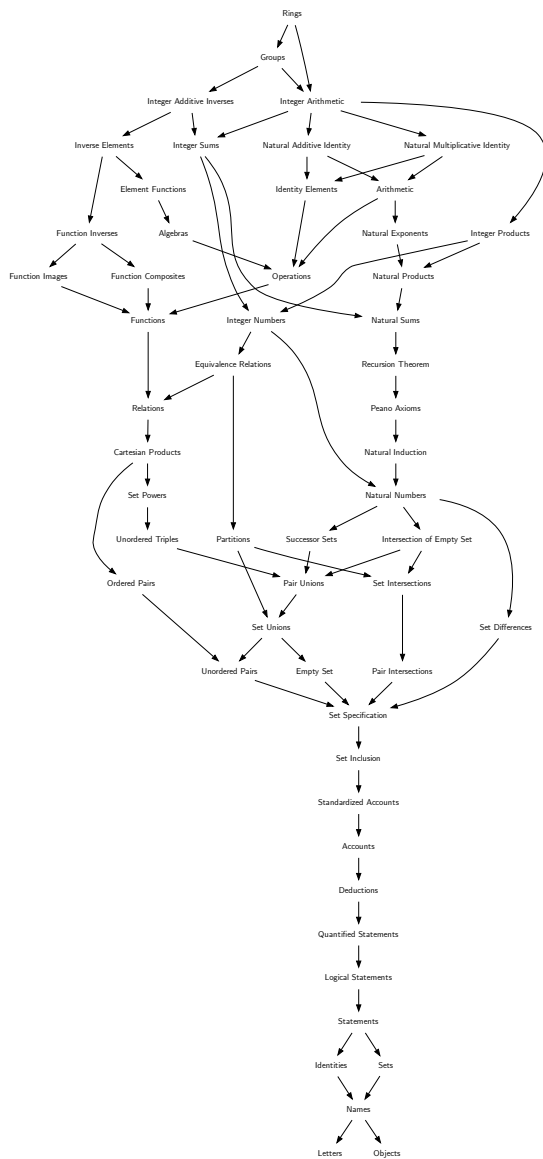 Rings
Groups
Integer Additive Inverses Integer Arithmetic
Inverse Elements Integer Sums Natural Additive Identity Natural Multiplicative Identity
Element Functions Identity Elements Arithmetic
Function Inverses Algebras Natural Exponents Integer Products
Function Images Function Composites Operations Natural Products
Functions Integer Numbers Natural Sums
Equivalence Relations Recursion Theorem
Relations Peano Axioms
Cartesian Products Natural Induction
Set Powers Natural Numbers
Unordered Triples Partitions Successor Sets Intersection of Empty Set
Ordered Pairs Pair Unions Set Intersections
Set Unions Set Differences
Unordered Pairs Empty Set Pair Intersections
Set Specification
Set Inclusion
Standardized Accounts
Accounts
Deductions
Quantified Statements
Logical Statements
Statements
Identities Sets
Names
Letters Objects